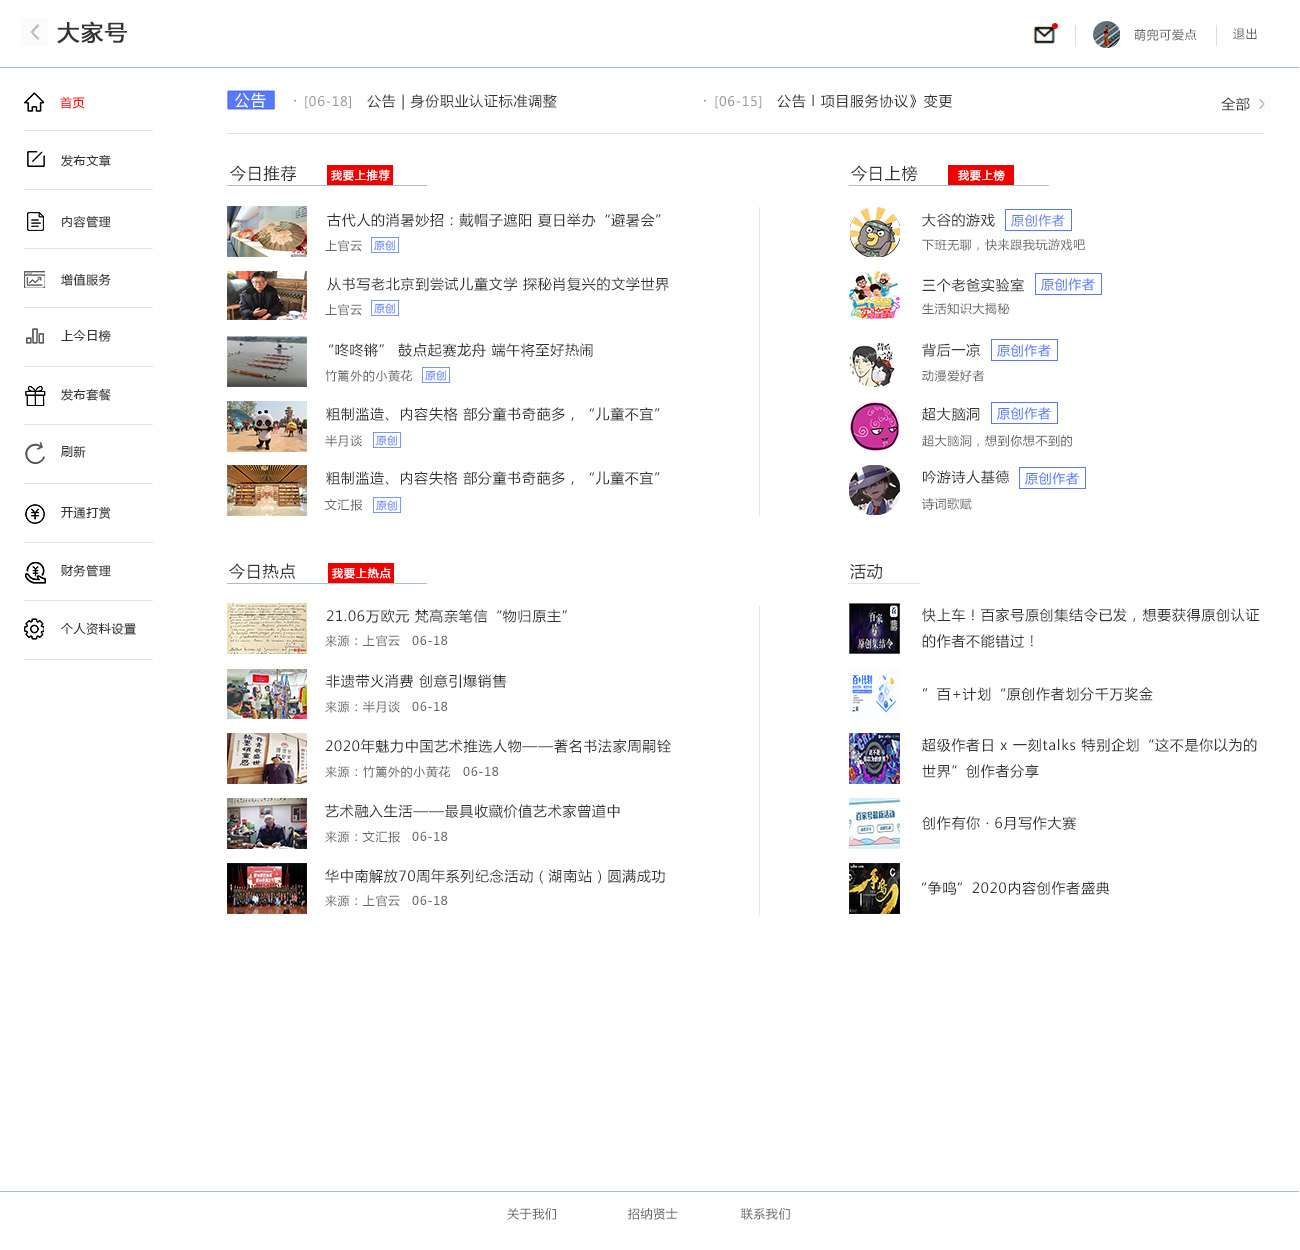 大家号
萌兜可爱点
退出
首页
发布文章
内容管理
增值服务
上今日榜
发布套餐
刷新
开通打赏
财务管理
个人资料设置
公告
· [06-18] 公告 | 身份职业认证标准调整
· [06-15] 公告 | 项目服务协议》变更
全部
今日推荐 我要上推荐
古代人的消暑妙招：戴帽子遮阳 夏日举办“避暑会”
上官云 原创
从书写老北京到尝试儿童文学 探秘肖复兴的文学世界
上官云 原创
“咚咚锵” 鼓点起赛龙舟 端午将至好热闹
竹篱外的小黄花 原创
粗制滥造、内容失格 部分童书奇葩多，“儿童不宜”
半月谈 原创
粗制滥造、内容失格 部分童书奇葩多，“儿童不宜”
文汇报 原创
今日上榜 我要上榜
大谷的游戏 原创作者
下班无聊，快来跟我玩游戏吧
三个老爸实验室 原创作者
生活知识大揭秘
背后一凉
背后一凉 原创作者
动漫爱好者
超大脑洞 原创作者
超大脑洞，想到你想不到的
吟游诗人基德 原创作者
诗词歌赋
今日热点 我要上热点
21.06万欧元 梵高亲笔信“物归原主”
来源：上官云 06-18
非遗带火消费 创意引爆销售
来源：半月谈 06-18
2020年魅力中国艺术推选人物——著名书法家周嗣铨
来源：竹篱外的小黄花 06-18
艺术融入生活——最具收藏价值艺术家曾道中
来源：文汇报 06-18
华中南解放70周年系列纪念活动（湖南站）圆满成功
来源：上官云 06-18
活动
百家号
原创集结令
快上车！百家号原创集结令已发，想要获得原创认证
的作者不能错过！
百+计划
”百+计划“原创作者划分千万奖金
超级作者日 x 一刻talks 特别企划“这不是你以为的
世界”创作者分享
百家号最新活动
创作有你 · 6月写作大赛
争鸣
“争鸣”2020内容创作者盛典
关于我们
招纳贤士
联系我们